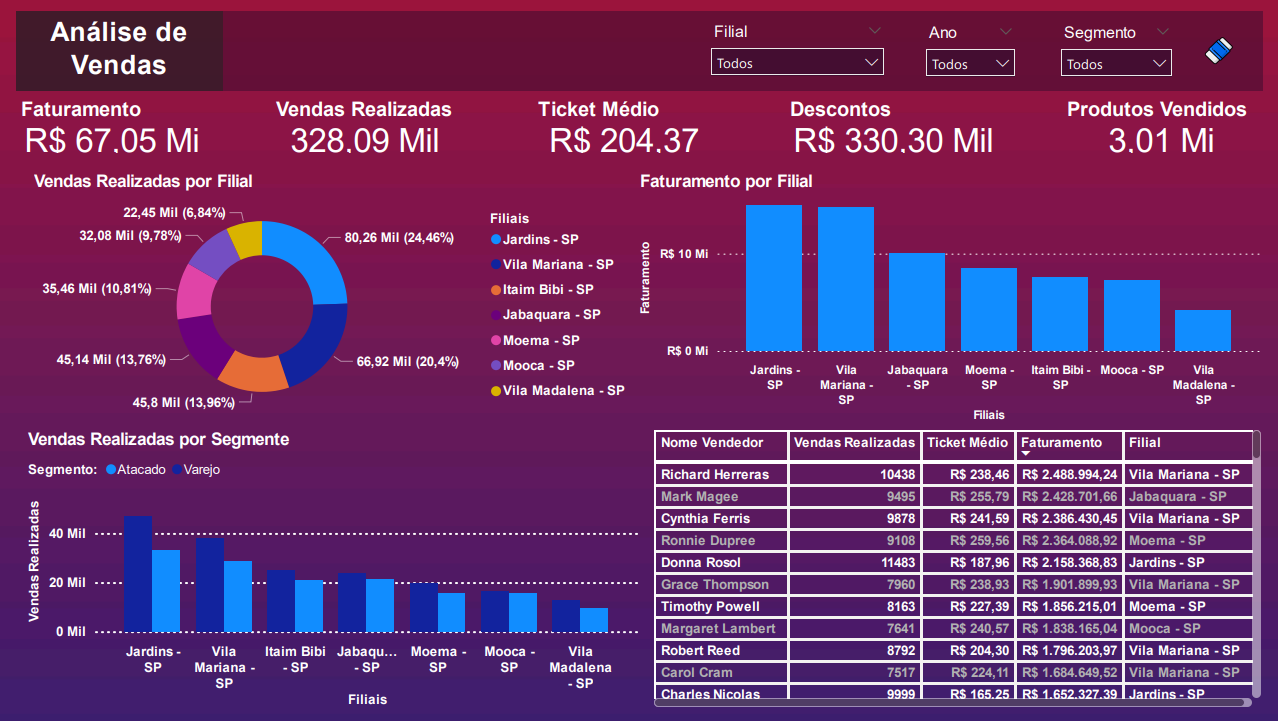 Análise de
Vendas
Filial
Todos
Ano
Todos
Segmento
Todos
Faturamento
R$ 67,05 Mi
Vendas Realizadas
328,09 Mil
Ticket Médio
R$ 204,37
Descontos
R$ 330,30 Mil
Produtos Vendidos
3,01 Mi
Vendas Realizadas por Filial
22,45 Mil (6,84%)
32,08 Mil (9,78%)
35,46 Mil (10,81%)
45,14 Mil (13,76%)
45,8 Mil (13,96%)
80,26 Mil (24,46%)
66,92 Mil (20,4%)
Filiais
Jardins - SP
Vila Mariana - SP
Itaim Bibi - SP
Jabaquara - SP
Moema - SP
Mooca - SP
Vila Madalena - SP
Faturamento por Filial
Faturamento
R$ 10 Mi
R$ 0 Mi
Jardins -
SP
Vila
Mariana -
SP
Jabaquara
- SP
Moema -
SP
Itaim Bibi -
SP
Mooca - SP
Vila
Madalena -
SP
Filiais
Vendas Realizadas por Segmente
Segmento: Atacado Varejo
Vendas Realizadas
40 Mil
20 Mil
0 Mil
Jardins -
SP
Vila
Mariana -
SP
Itaim Bibi
- SP
Jabaqu...
- SP
Moema -
SP
Mooca -
SP
Vila
Madalena
- SP
Filiais
Nome Vendedor Vendas Realizadas Ticket Médio Faturamento Filial
Richard Herreras 10438 R$ 238,46 R$ 2.488.994,24 Vila Mariana - SP
Mark Magee 9495 R$ 255,79 R$ 2.428.701,66 Jabaquara - SP
Cynthia Ferris 9878 R$ 241,59 R$ 2.386.430,45 Vila Mariana - SP
Ronnie Dupree 9108 R$ 259,56 R$ 2.364.088,92 Moema - SP
Donna Rosol 11483 R$ 187,96 R$ 2.158.368,83 Jardins - SP
Grace Thompson 7960 R$ 238,93 R$ 1.901.899,93 Vila Mariana - SP
Timothy Powell 8163 R$ 227,39 R$ 1.856.215,01 Moema - SP
Margaret Lambert 7641 R$ 240,57 R$ 1.838.165,04 Mooca - SP
Robert Reed 8792 R$ 204,30 R$ 1.796.203,97 Vila Mariana - SP
Carol Cram 7517 R$ 224,11 R$ 1.684.649,52 Vila Mariana - SP
Charles Nicolas 9999 R$ 165,25 R$ 1.652.327,39 Jardins - SP